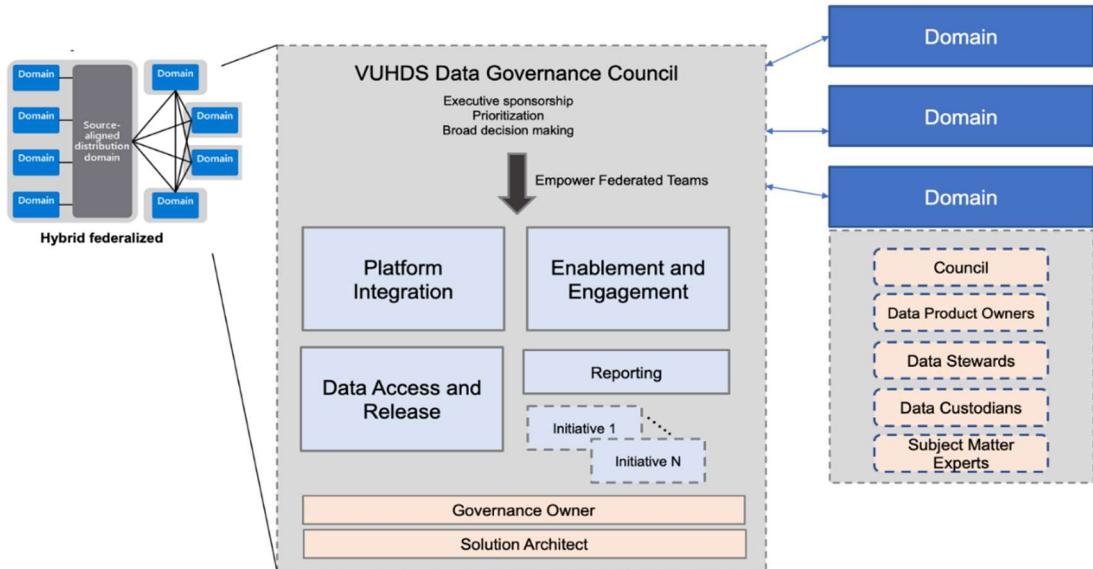 Domain
Domain
Domain
Domain
Source-
aligned
distribution
domain
Domain
Domain
Domain
Domain
Hybrid federalized
VUHDS Data Governance Council
Executive sponsorship
Prioritization
Broad decision making
Empower Federated Teams
Platform
Integration
Enablement and
Engagement
Data Access and
Release
Reporting
Initiative 1
Initiative N
Governance Owner
Solution Architect
Domain
Domain
Domain
Council
Data Product Owners
Data Stewards
Data Custodians
Subject Matter
Experts